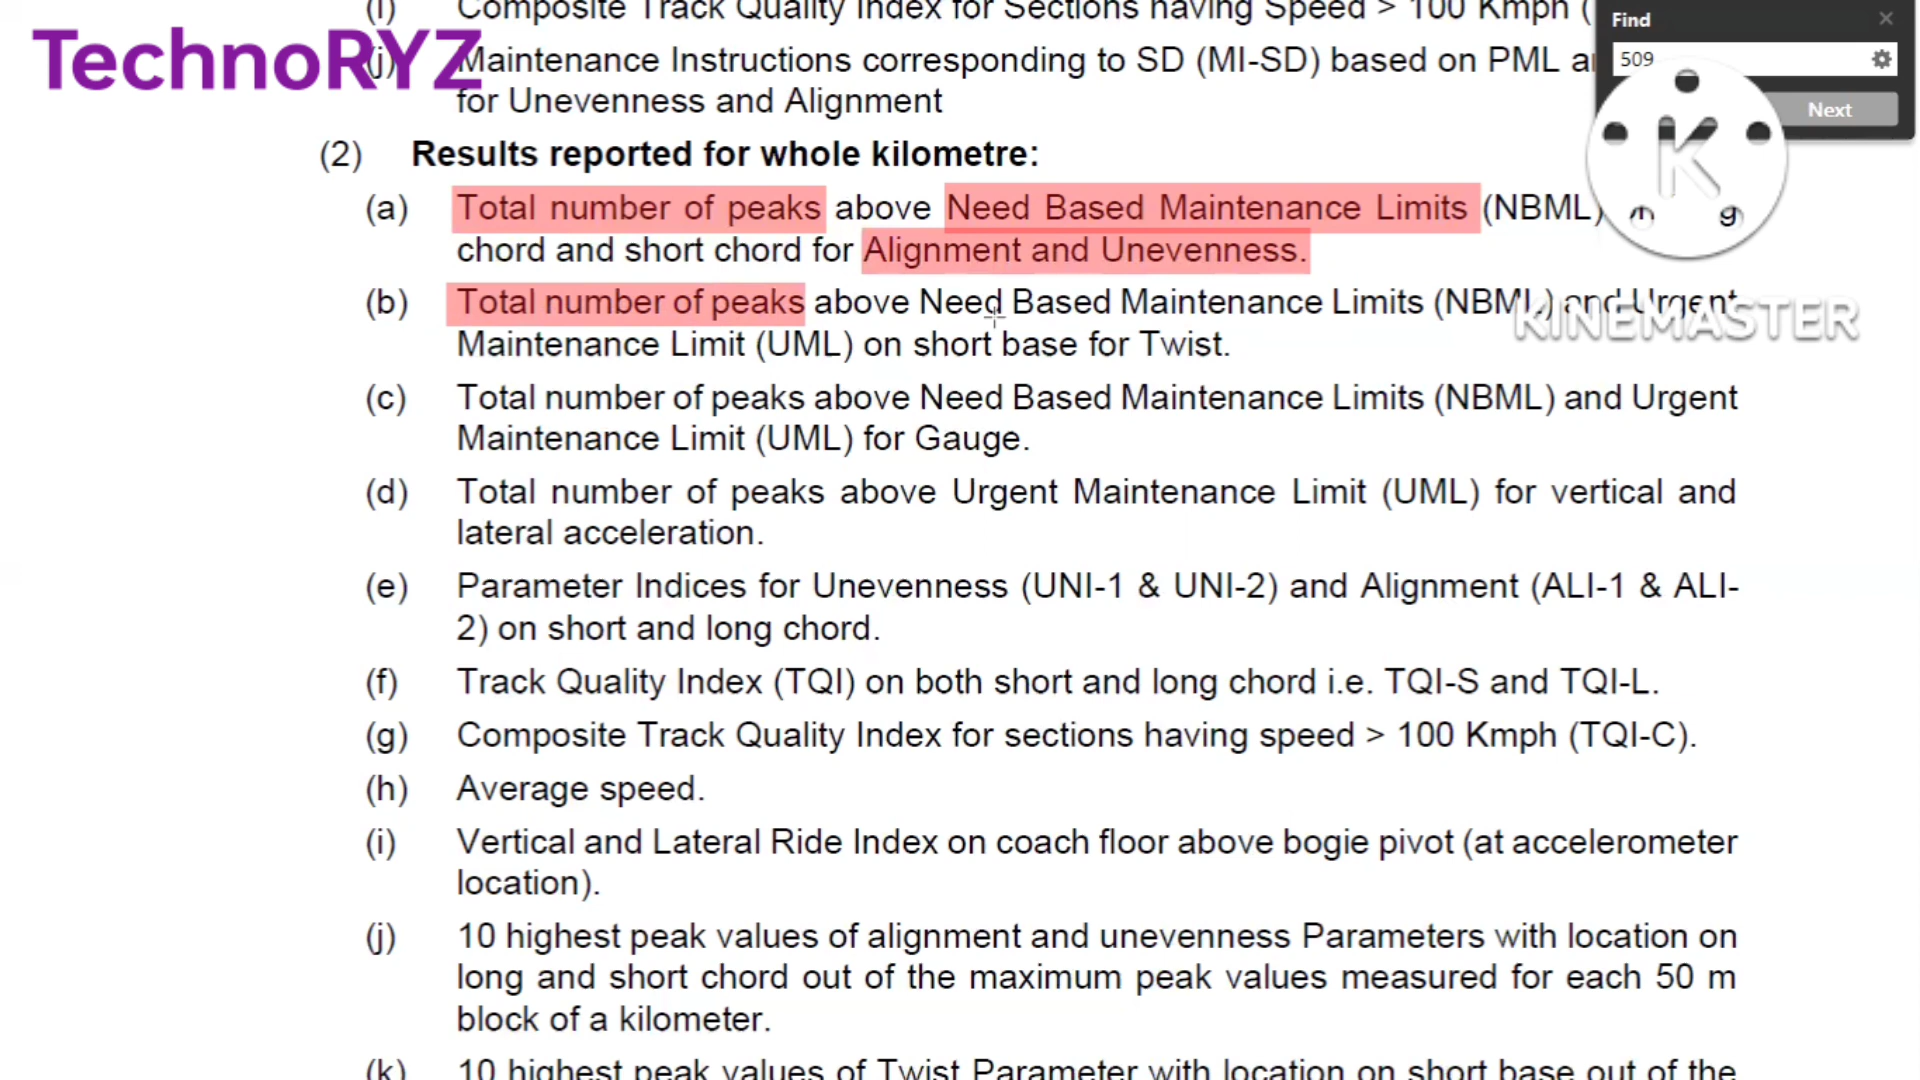 (i) Composite Track Quality Index for Sections having Speed > 100 Kmph (
TechnoRYZ
(j) Maintenance Instructions corresponding to SD (MI-SD) based on PML
for Unevenness and Alignment
Find
509
Next
(2) Results reported for whole kilometre:
(a) Total number of peaks above Need Based Maintenance Limits (NBML)
chord and short chord for Alignment and Unevenness.
(b) Total number of peaks above Need Based Maintenance Limits (NBML) and Urgent
Maintenance Limit (UML) on short base for Twist.
KINEMASTER
(c) Total number of peaks above Need Based Maintenance Limits (NBML) and Urgent
Maintenance Limit (UML) for Gauge.
(d) Total number of peaks above Urgent Maintenance Limit (UML) for vertical and
lateral acceleration.
(e) Parameter Indices for Unevenness (UNI-1 & UNI-2) and Alignment (ALI-1 & ALI-
2) on short and long chord.
(f) Track Quality Index (TQI) on both short and long chord i.e. TQI-S and TQI-L.
(g) Composite Track Quality Index for sections having speed > 100 Kmph (TQI-C).
(h) Average speed.
(i) Vertical and Lateral Ride Index on coach floor above bogie pivot (at accelerometer
location).
(j) 10 highest peak values of alignment and unevenness Parameters with location on
long and short chord out of the maximum peak values measured for each 50 m
block of a kilometer.
(k) 10 highest peak values of Twist Parameter with location on short base out of the